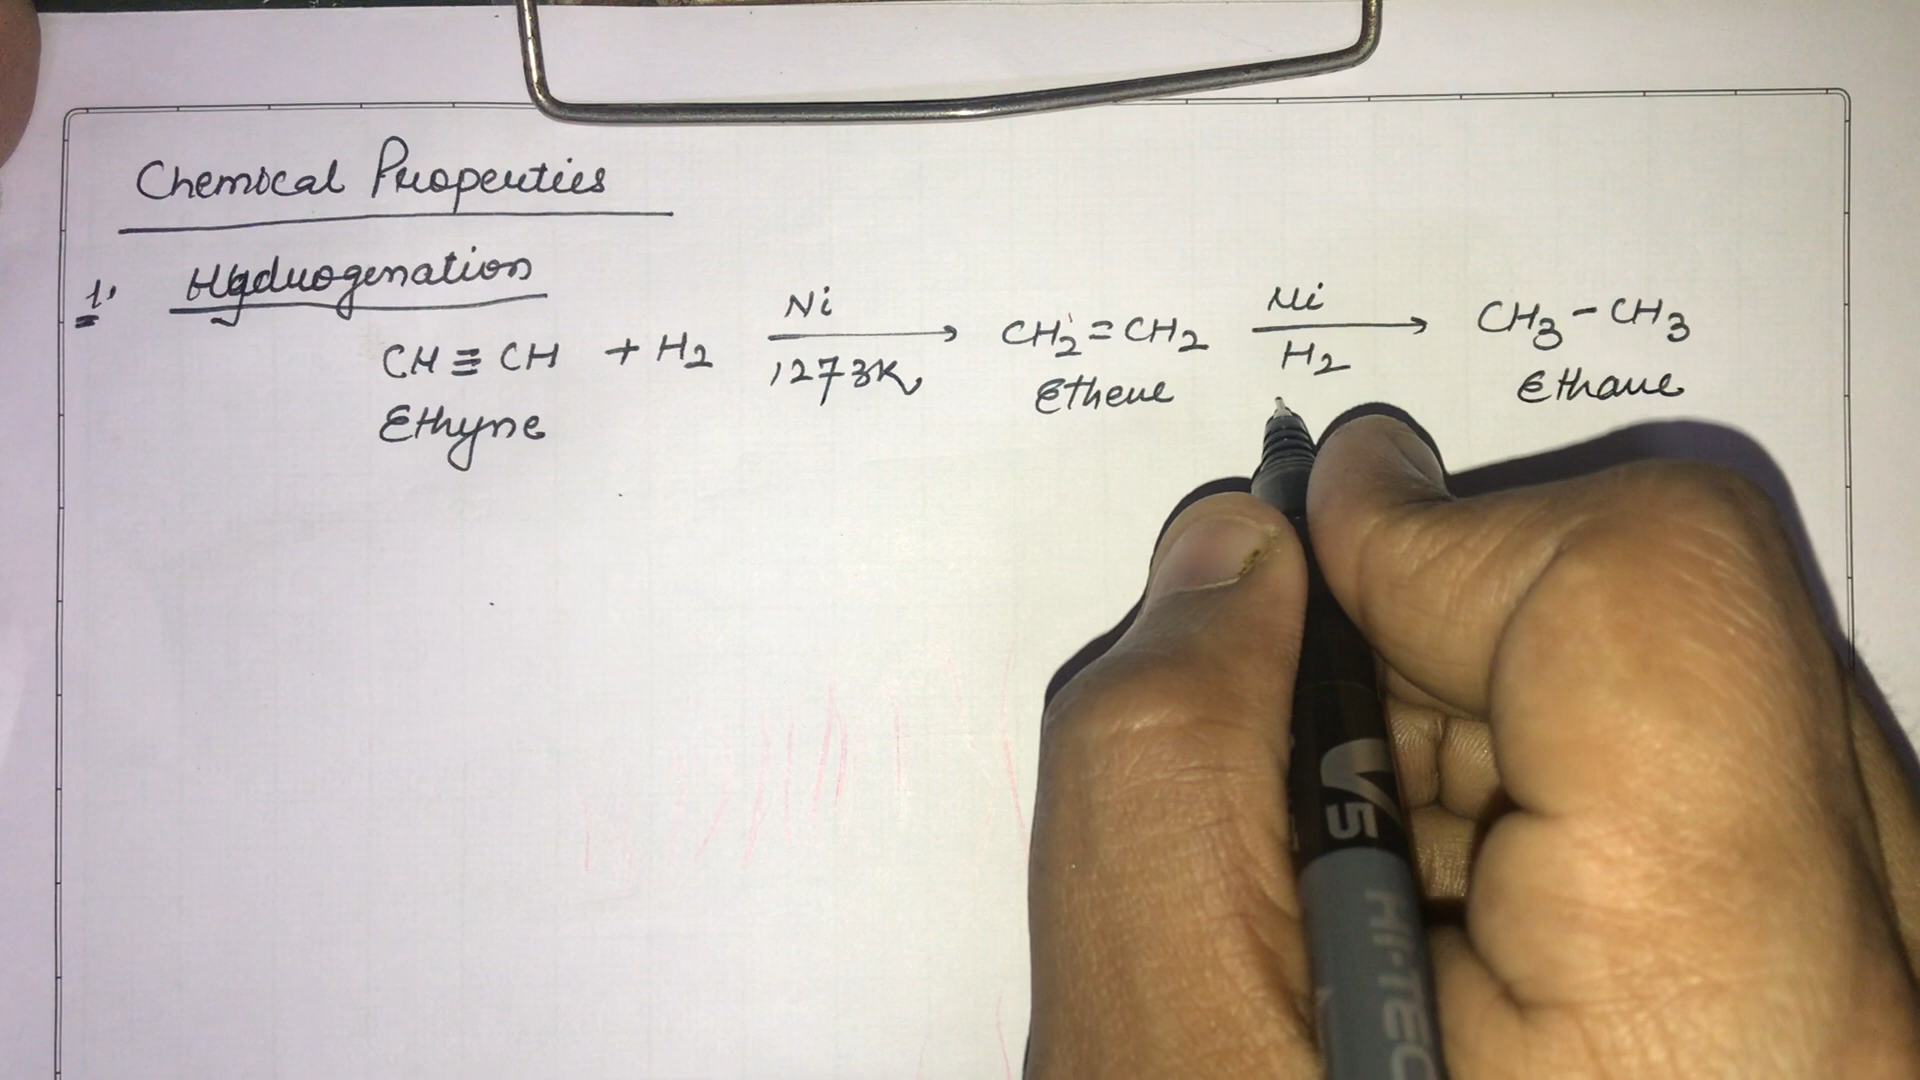 Chemical Properties
1. Hydrogenation
CH≡CH + H2 Ni 1273K → CH2=CH2 Ni H2 → CH3-CH3
Ethyne Ethene Ethane
V5
HI-TEC